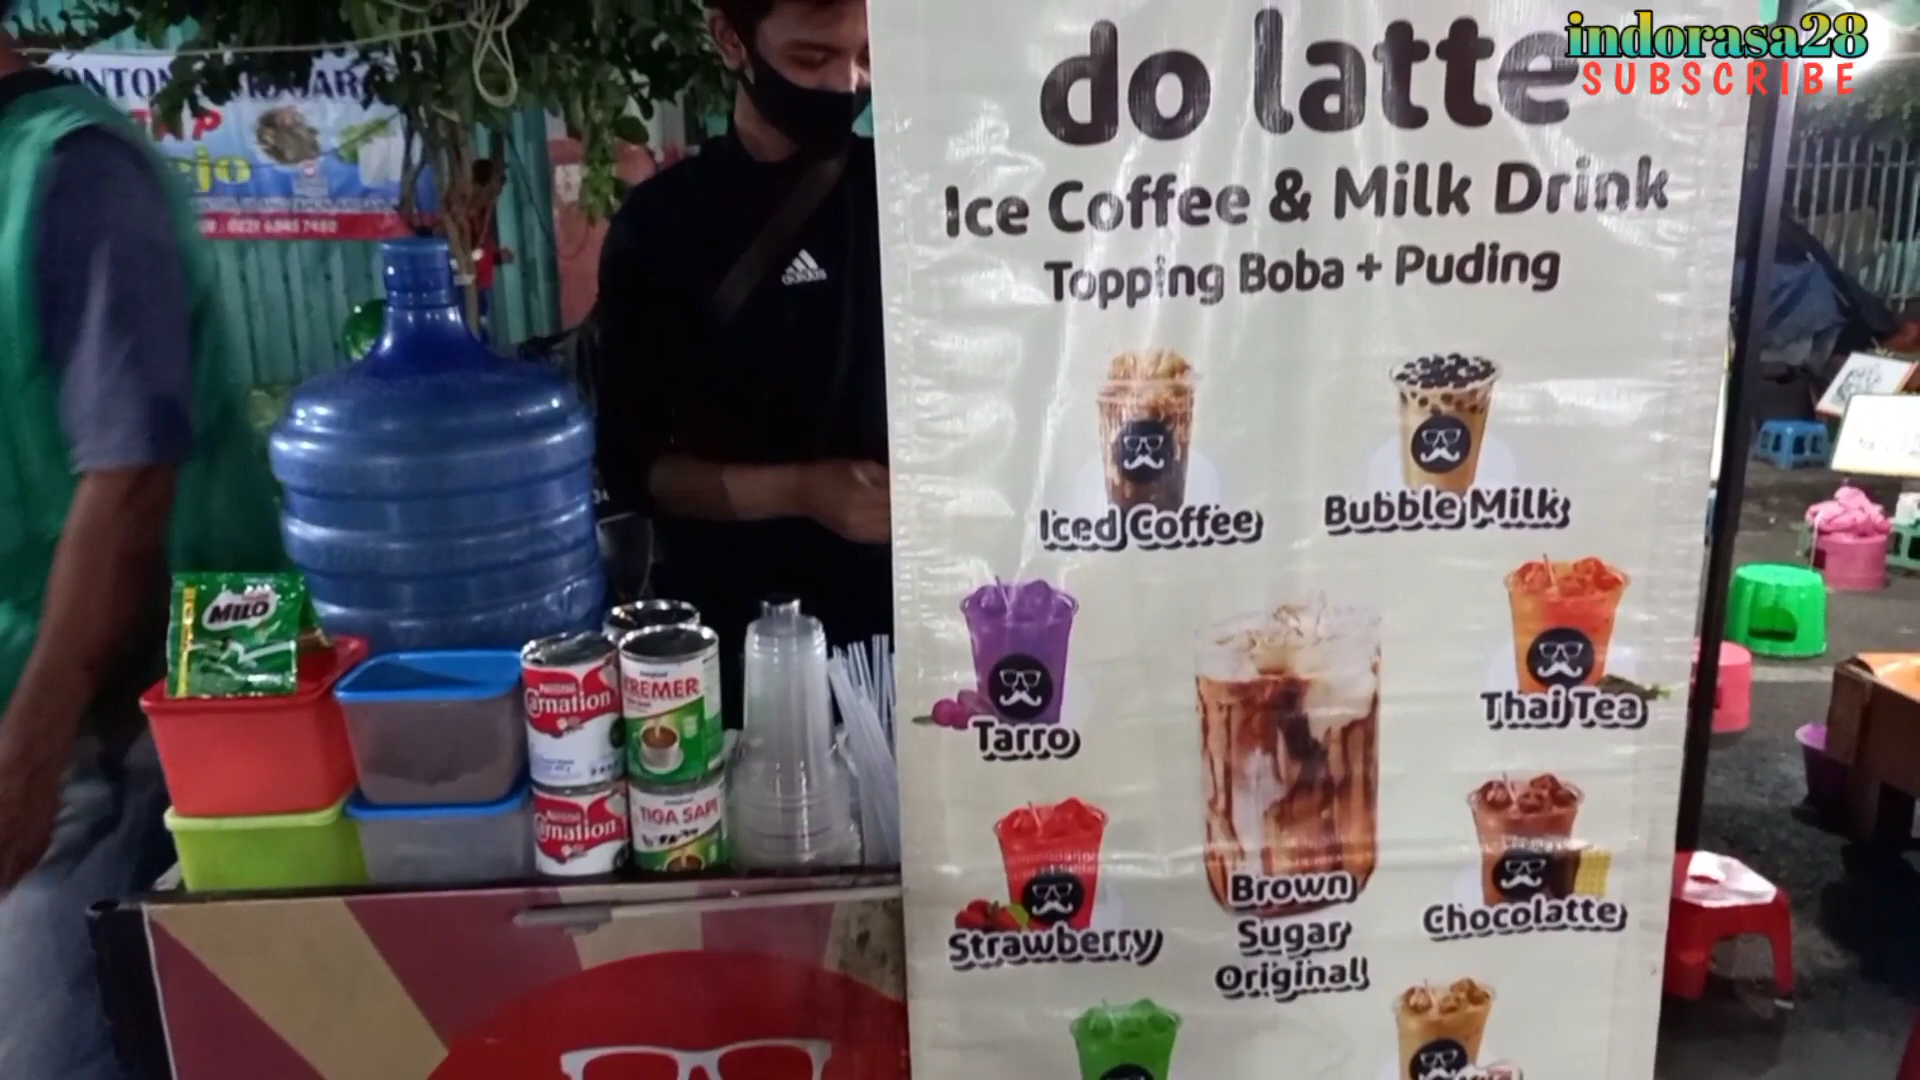 indorasa28
SUBSCRIBE
do latte
Ice Coffee & Milk Drink
Topping Boba + Puding
Iced Coffee
Bubble Milk
Tarro
Thai Tea
Strawberry
Brown
Sugar
Original
Chocolatte
adidas
MILO
Carnation
KREMER
Carnation
TIGA SAPI